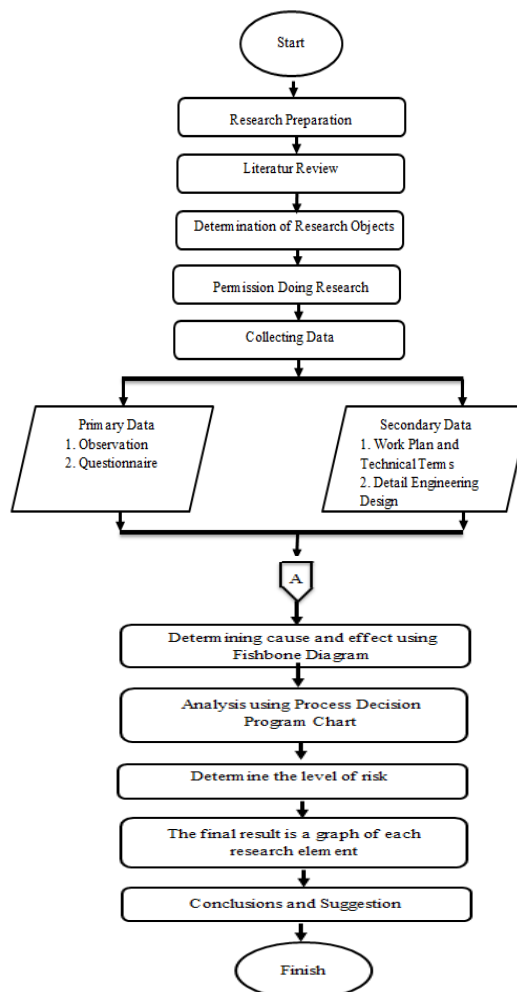 Start
Research Preparation
Literatur Review
Determination of Research Objects
Permission Doing Research
Collecting Data
Primary Data
1. Observation
2. Questionnaire
Secondary Data
1. Work Plan and
Technical Terms
2. Detail Engineering
Design
A
Determining cause and effect using
Fishbone Diagram
Analysis using Process Decision
Program Chart
Determine the level of risk
The final result is a graph of each
research element
Conclusions and Suggestion
Finish